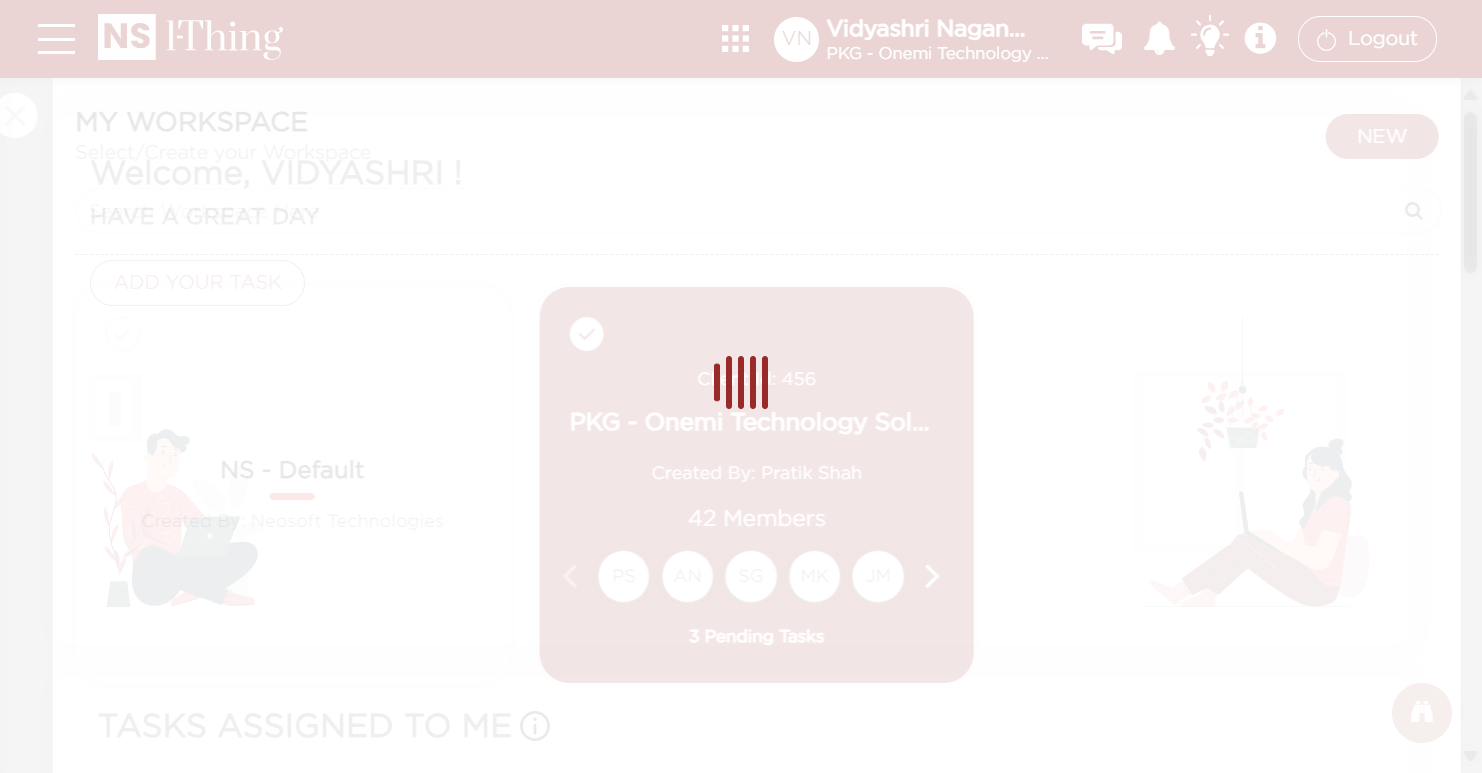 NS 1-Thing
VN
Vidyashri Nagan...
PKG - Onemi Technology ...
Logout
MY WORKSPACE
Select/Create your Workspace
NEW
Welcome, VIDYASHRI !
HAVE A GREAT DAY
ADD YOUR TASK
NS - Default
Created By: Neosoft Technologies
: 456
PKG - Onemi Technology Sol...
Created By: Pratik Shah
42 Members
PS AN SG MK JM
3 Pending Tasks
TASKS ASSIGNED TO ME